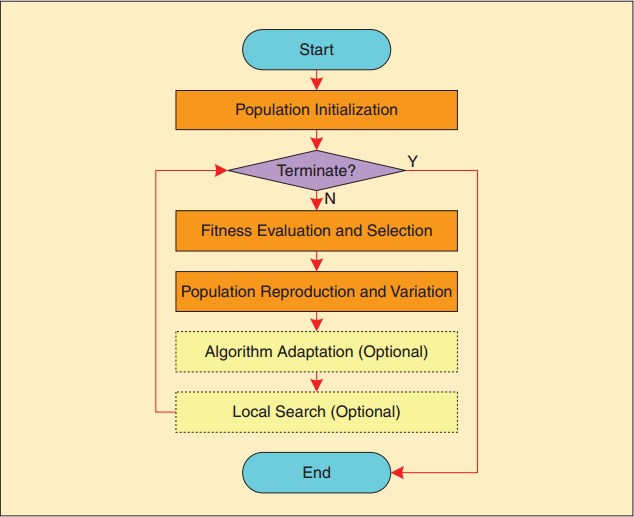 Start
Population Initialization
Terminate?
Y
N
Fitness Evaluation and Selection
Population Reproduction and Variation
Algorithm Adaptation (Optional)
Local Search (Optional)
End